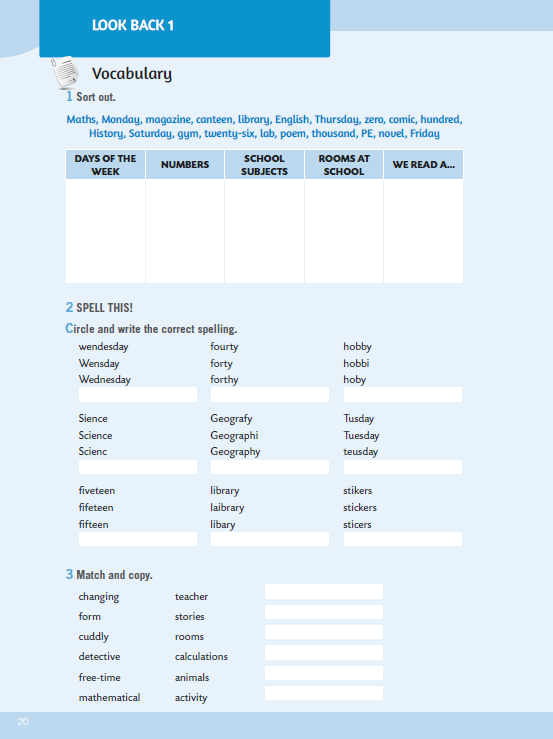 LOOK BACK 1
Vocabulary
1 Sort out.
Maths, Monday, magazine, canteen, library, English, Thursday, zero, comic, hundred,
History, Saturday, gym, twenty-six, lab, poem, thousand, PE, novel, Friday
DAYS OF THE WEEK NUMBERS SCHOOL SUBJECTS ROOMS AT SCHOOL WE READ A...
2 SPELL THIS!
Circle and write the correct spelling.
wendesday fourty hobby
Wensday forty hobbi
Wednesday forthy hoby
Sience Geografy Tusday
Science Geographi Tuesday
Scienc Geography teusday
fiveteen library stikers
fifeteen laibrary stickers
fifteen libary sticers
3 Match and copy.
changing teacher
form stories
cuddly rooms
detective calculations
free-time animals
mathematical activity
20